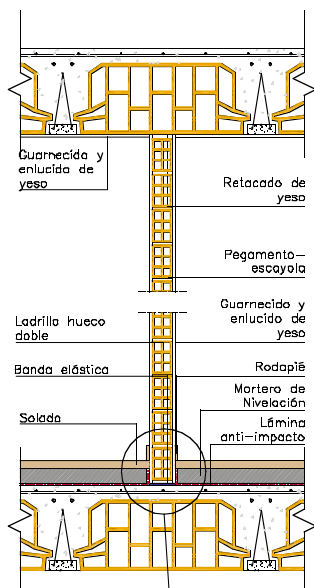 Guarnecido y
enlucido de
yeso
Retacado de
yeso
Pegamento-
escayola
Guarnecido y
enlucido de
yeso
Ladrillo hueco
doble
Banda elástica
Rodapié
Mortero de
Nivelación
Solado
Lámina
anti-impacto